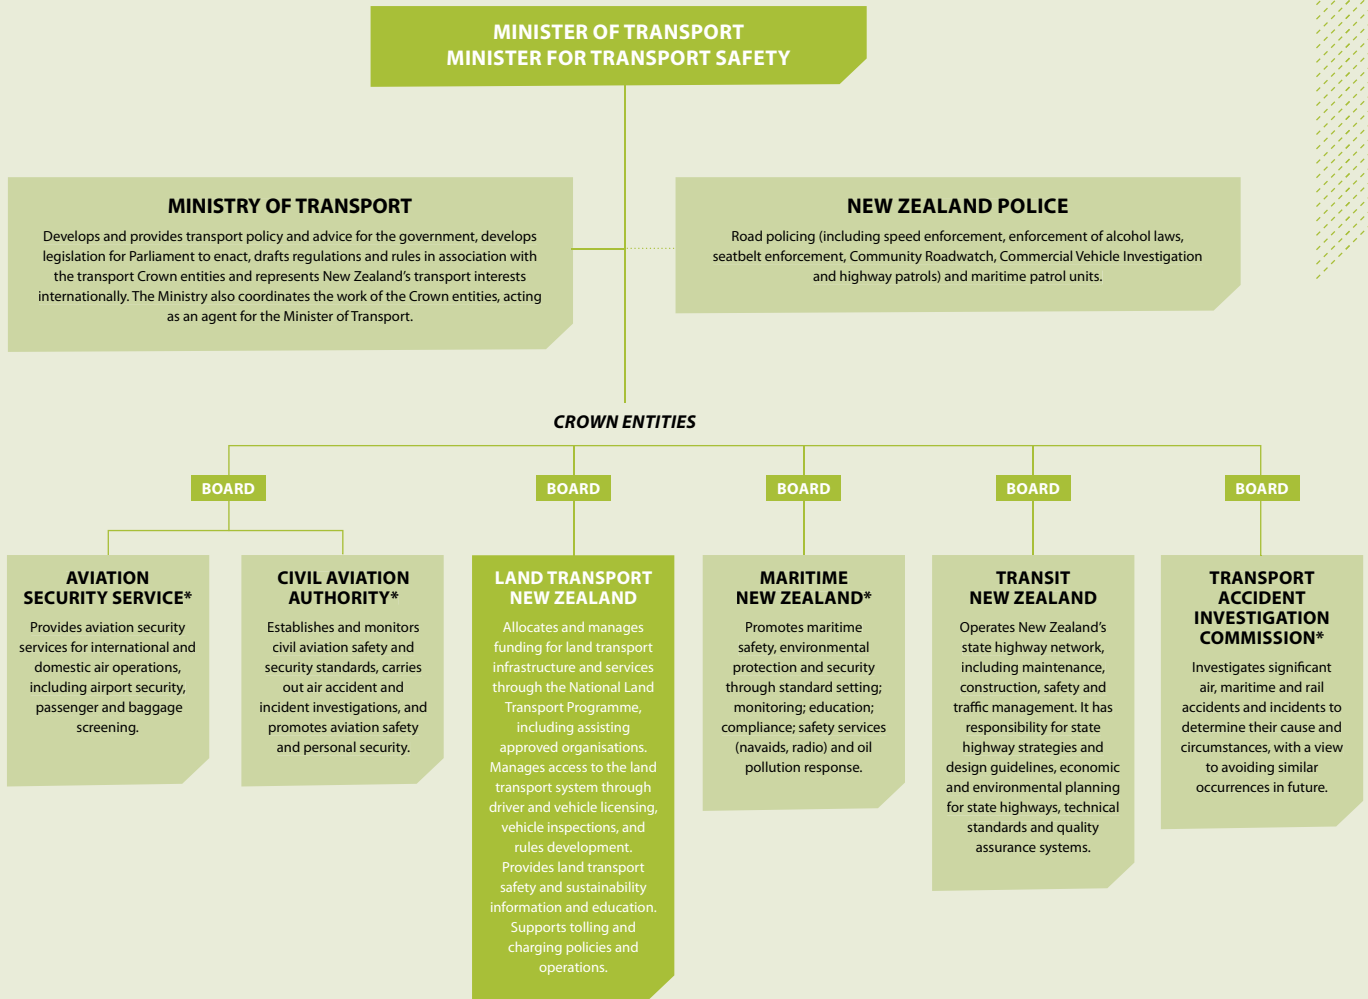 MINISTER OF TRANSPORT
MINISTER FOR TRANSPORT SAFETY
MINISTRY OF TRANSPORT
Develops and provides transport policy and advice for the government, develops
legislation for Parliament to enact, drafts regulations and rules in association with
the transport Crown entities and represents New Zealand's transport interests
internationally. The Ministry also coordinates the work of the Crown entities, acting
as an agent for the Minister of Transport.
NEW ZEALAND POLICE
Road policing (including speed enforcement, enforcement of alcohol laws,
seatbelt enforcement, Community Roadwatch, Commercial Vehicle Investigation
and highway patrols) and maritime patrol units.
CROWN ENTITIES
BOARD
BOARD
BOARD
BOARD
BOARD
AVIATION
SECURITY SERVICE*
Provides aviation security
services for international and
domestic air operations,
including airport security,
passenger and baggage
screening.
CIVIL AVIATION
AUTHORITY*
Establishes and monitors
civil aviation safety and
security standards, carries
out air accident and
incident investigations, and
promotes aviation safety
and personal security.
LAND TRANSPORT
NEW ZEALAND
Allocates and manages
funding for land transport
infrastructure and services
through the National Land
Transport Programme,
including assisting
approved organisations.
Manages access to the land
transport system through
driver and vehicle licensing,
vehicle inspections, and
rules development.
Provides land transport
safety and sustainability
information and education.
Supports tolling and
charging policies and
operations.
MARITIME
NEW ZEALAND*
Promotes maritime
safety, environmental
protection and security
through standard setting;
monitoring; education;
compliance; safety services
(navaids, radio) and oil
pollution response.
TRANSIT
NEW ZEALAND
Operates New Zealand's
state highway network,
including maintenance,
construction, safety and
traffic management. It has
responsibility for state
highway strategies and
design guidelines, economic
and environmental planning
for state highways, technical
standards and quality
assurance systems.
TRANSPORT
ACCIDENT
INVESTIGATION
COMMISSION*
Investigates significant
air, maritime and rail
accidents and incidents to
determine their cause and
circumstances, with a view
to avoiding similar
occurrences in future.